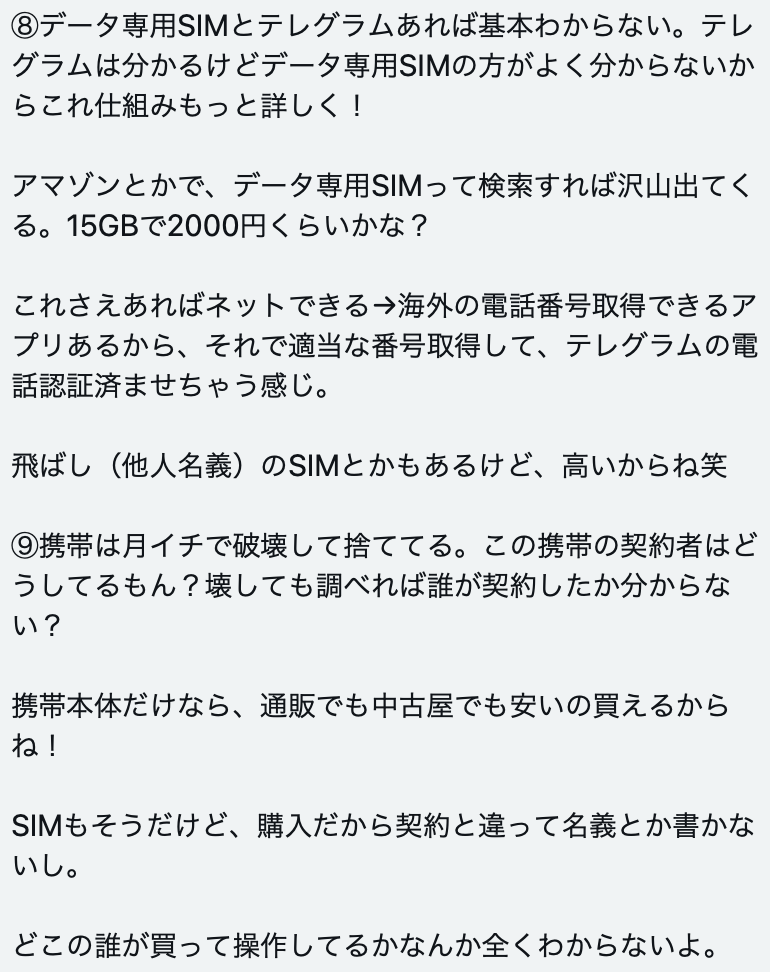 ⑧データ専用SIMとテレグラムあれば基本わからない。テレ
グラムは分かるけどデータ専用SIMの方がよく分からないか
らこれ仕組みもっと詳しく！
アマゾンとかで、データ専用SIMって検索すれば沢山出てく
る。15GBで2000円くらいかな？
これさえあればネットできる→海外の電話番号取得できるア
プリあるから、それで適当な番号取得して、テレグラムの電
話認証済ませちゃう感じ。
飛ばし（他人名義）のSIMとかもあるけど、高いからね笑
⑨携帯は月イチで破壊して捨ててる。この携帯の契約者はど
うしてるもん？壊しても調べれば誰が契約したか分からな
い？
携帯本体だけなら、通販でも中古屋でも安いの買えるから
ね！
SIMもそうだけど、購入だから契約と違って名義とか書かな
いし。
どこの誰が買って操作してるかなんか全くわからないよ。